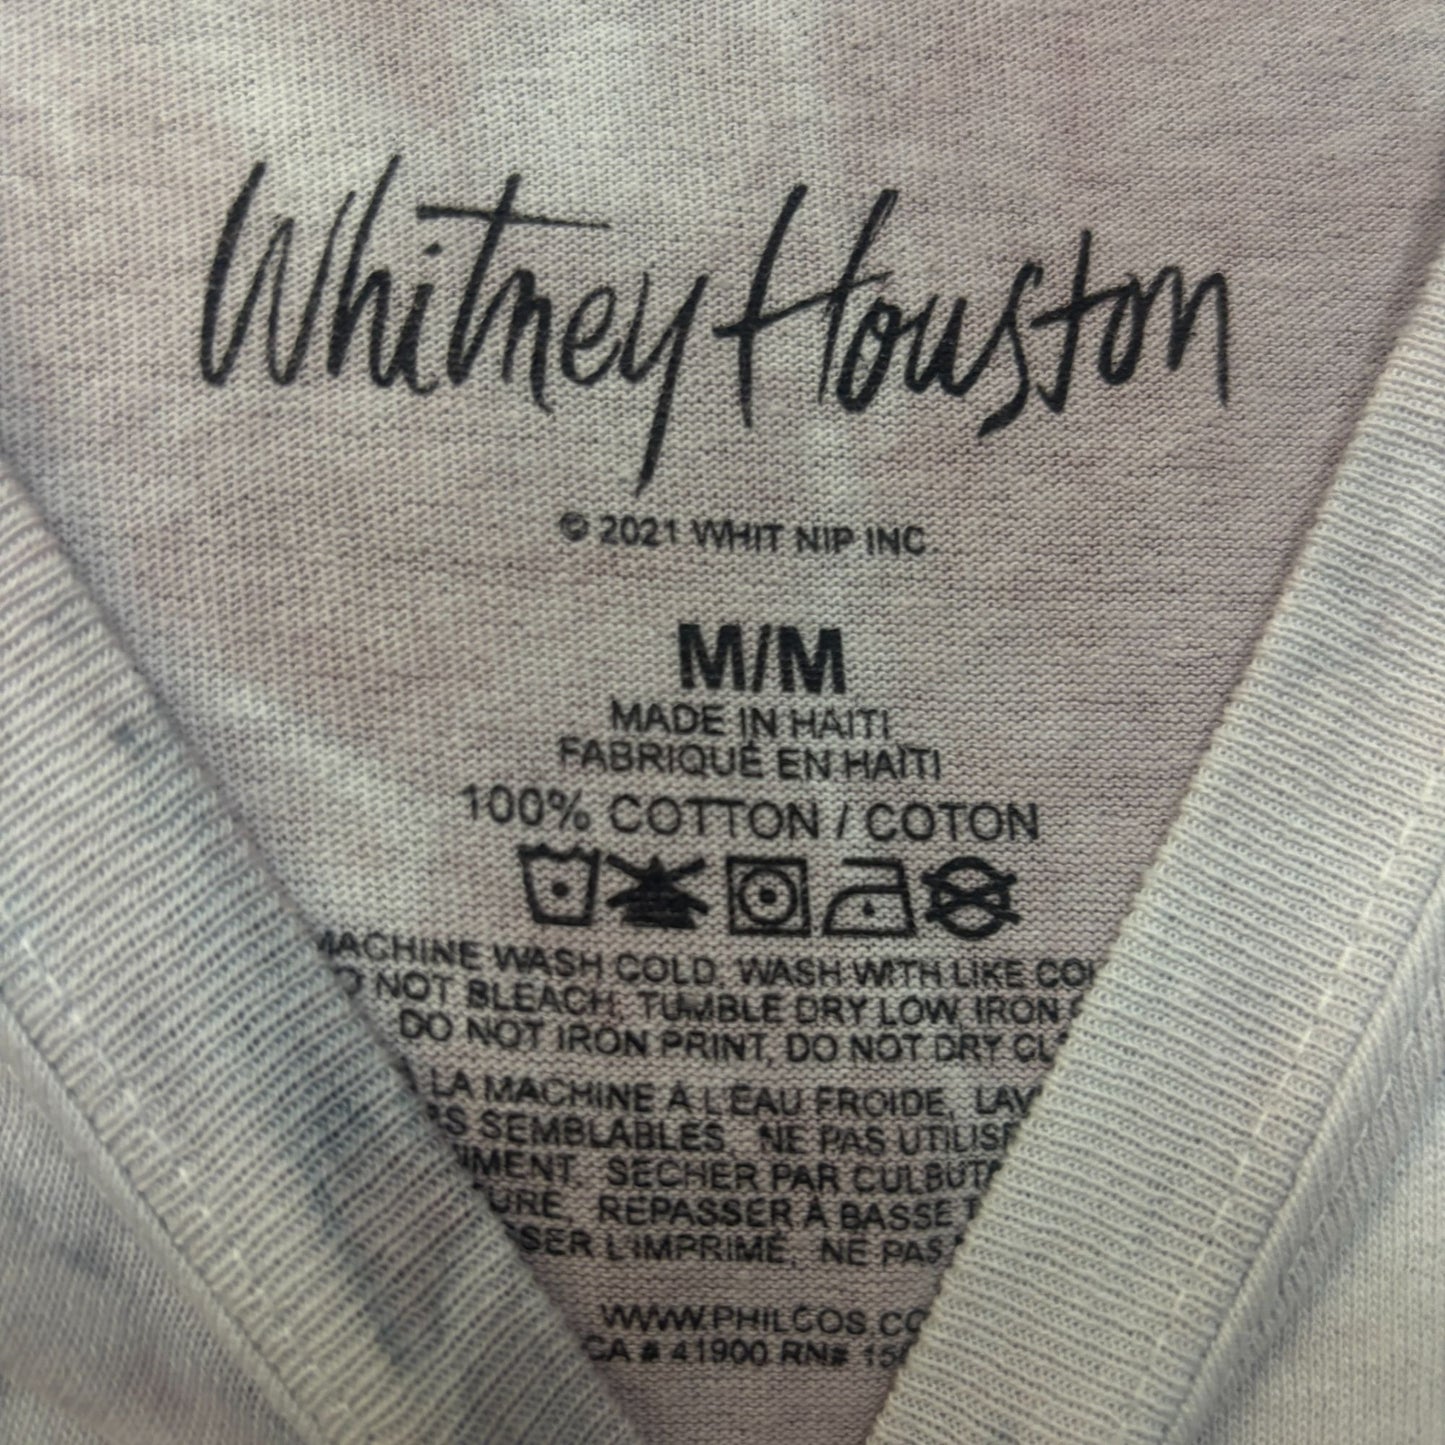 Whitney Houston
© 2021 WHIT NIP INC.
M/M
MADE IN HAITI
FABRIQUÉ EN HAÏTI
100% COTTON / COTON
MACHINE WASH COLD, WASH WITH LIKE
NOT BLEACH, TUMBLE DRY LOW, IRON
DO NOT IRON PRINT, DO NOT DRY
LA MACHINE À L'EAU FROIDE,
SEMBLABLES, NE PAS
SECHER PAR
REPASSER À BASSE
L'IMPRIMÉ, NE PAS
WWW.PHILCOS.
CA # 41900 RN#